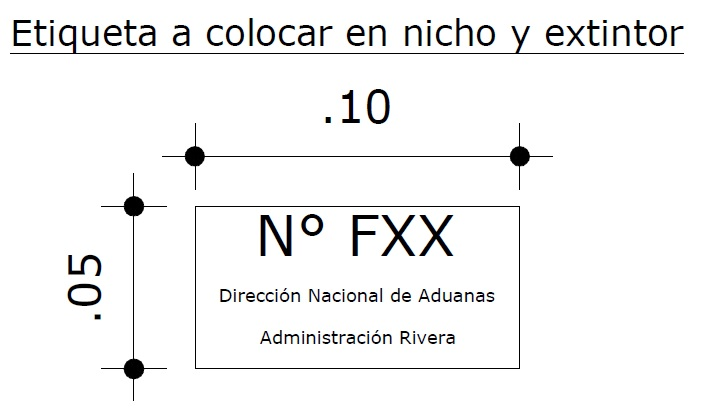 Etiqueta a colocar en nicho y extintor
.10
.05
N° FXX
Dirección Nacional de Aduanas
Administración Rivera